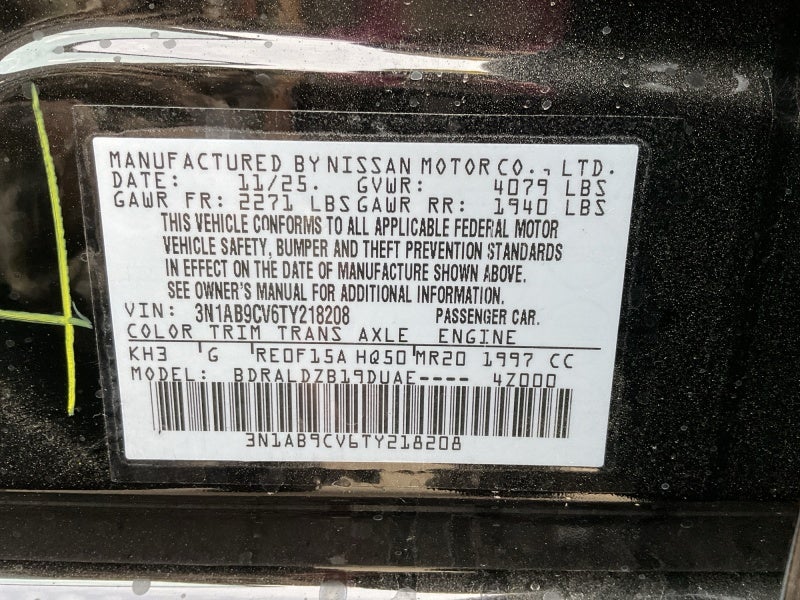 MANUFACTURED BY NISSAN MOTOR CO., LTD.
DATE: 11/25. GVWR: 4079 LBS
GAWR FR: 2271 LBS GAWR RR: 1940 LBS
THIS VEHICLE CONFORMS TO ALL APPLICABLE FEDERAL MOTOR
VEHICLE SAFETY, BUMPER AND THEFT PREVENTION STANDARDS
IN EFFECT ON THE DATE OF MANUFACTURE SHOWN ABOVE.
SEE OWNER'S MANUAL FOR ADDITIONAL INFORMATION.
VIN: 3N1AB9CV6TY218208 PASSENGER CAR.
COLOR TRIM TRANS AXLE ENGINE
KH3 G RE0F15A HQ50 MR20 1997 CC
MODEL: BDRALDZB19DUAE---- 4Z000
3N1AB9CV6TY218208